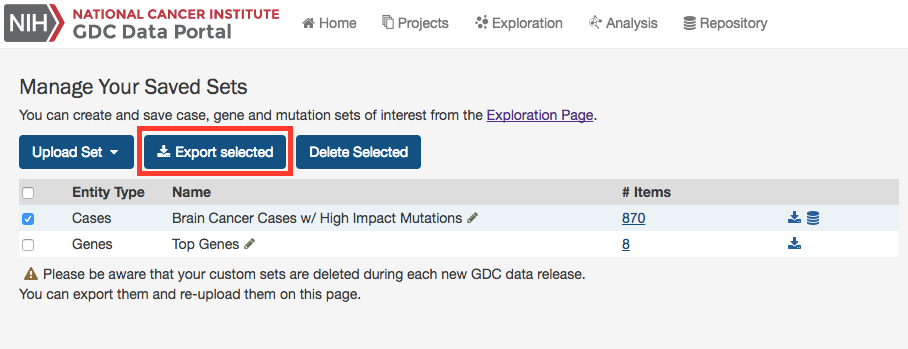 NIH NATIONAL CANCER INSTITUTE
GDC Data Portal
Home Projects Exploration Analysis Repository
Manage Your Saved Sets
You can create and save case, gene and mutation sets of interest from the Exploration Page.
Upload Set Export selected Delete Selected
Entity Type Name # Items
Cases Brain Cancer Cases w/ High Impact Mutations 870
Genes Top Genes 8
Please be aware that your custom sets are deleted during each new GDC data release.
You can export them and re-upload them on this page.